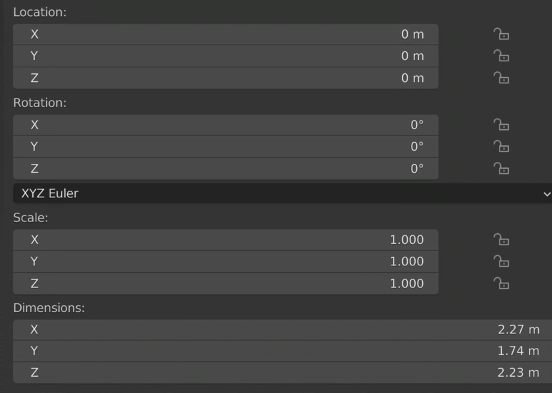 Location:
X 0 m
Y 0 m
Z 0 m
Rotation:
X 0°
Y 0°
Z 0°
XYZ Euler
Scale:
X 1.000
Y 1.000
Z 1.000
Dimensions:
X 2.27 m
Y 1.74 m
Z 2.23 m